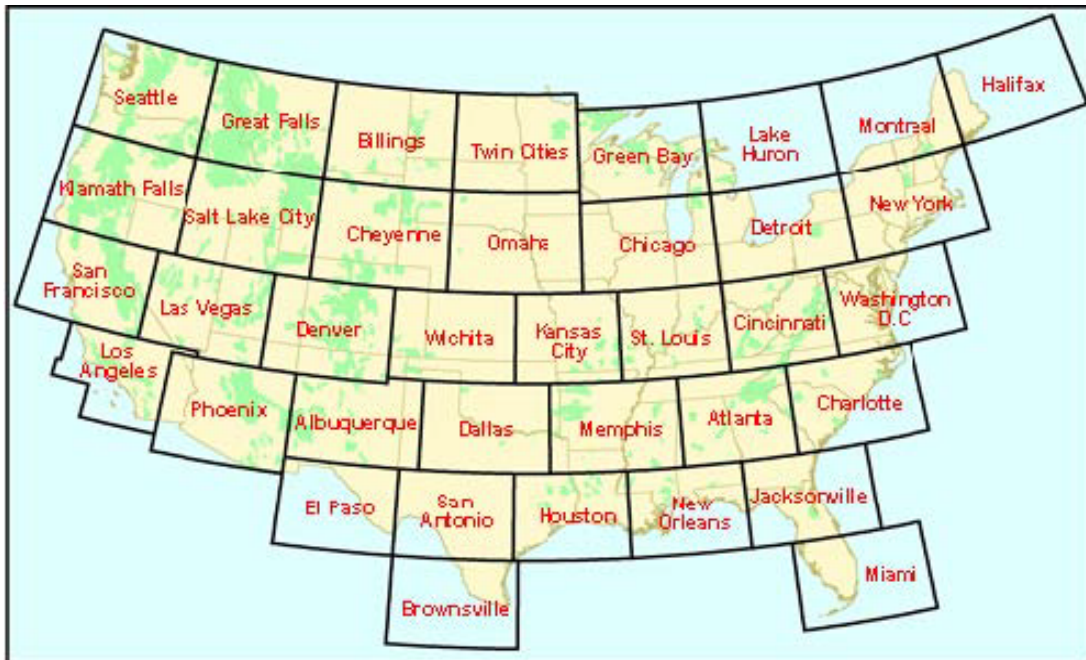 Seattle
Great Falls
Billings
Twin Cities
Green Bay
Lake
Huron
Montreal
Halifax
Klamath Falls
Salt Lake City
Cheyenne
Omaha
Chicago
Detroit
New York
San
Francisco
Las Vegas
Denver
Wichita
Kansas
City
St. Louis
Cincinnati
Washington
D.C
Los
Angeles
Phoenix
Albuquerque
Dallas
Memphis
Atlanta
Charlotte
El Paso
San
Antonio
Houston
New
Orleans
Jacksonville
Brownsville
Miami